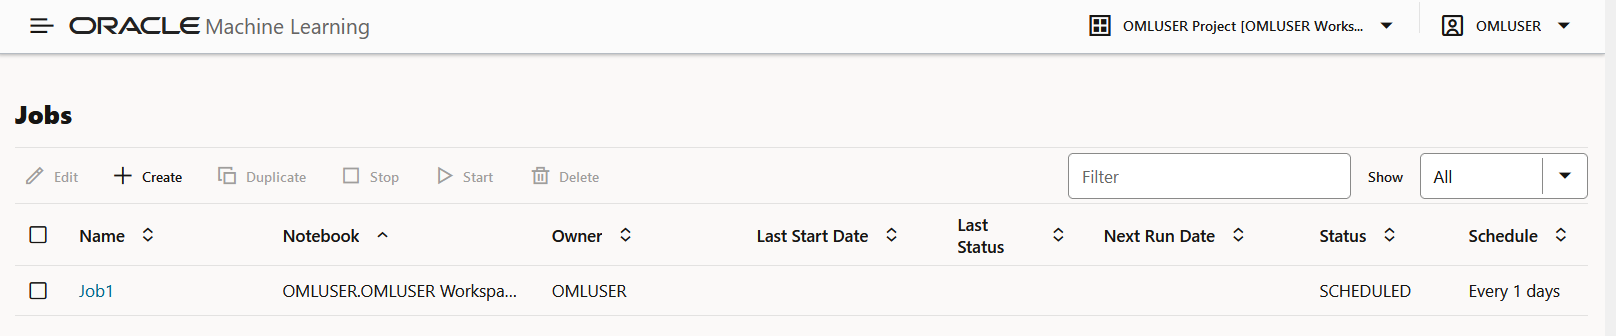 ORACLE Machine Learning
OMLUSER Project [OMLUSER Works...
OMLUSER
Jobs
Edit
Create
Duplicate
Stop
Start
Delete
Filter
Show
All
Name
Notebook
Owner
Last Start Date
Last
Status
Next Run Date
Status
Schedule
Job1
OMLUSER.OMLUSER Workspa...
OMLUSER
SCHEDULED
Every 1 days